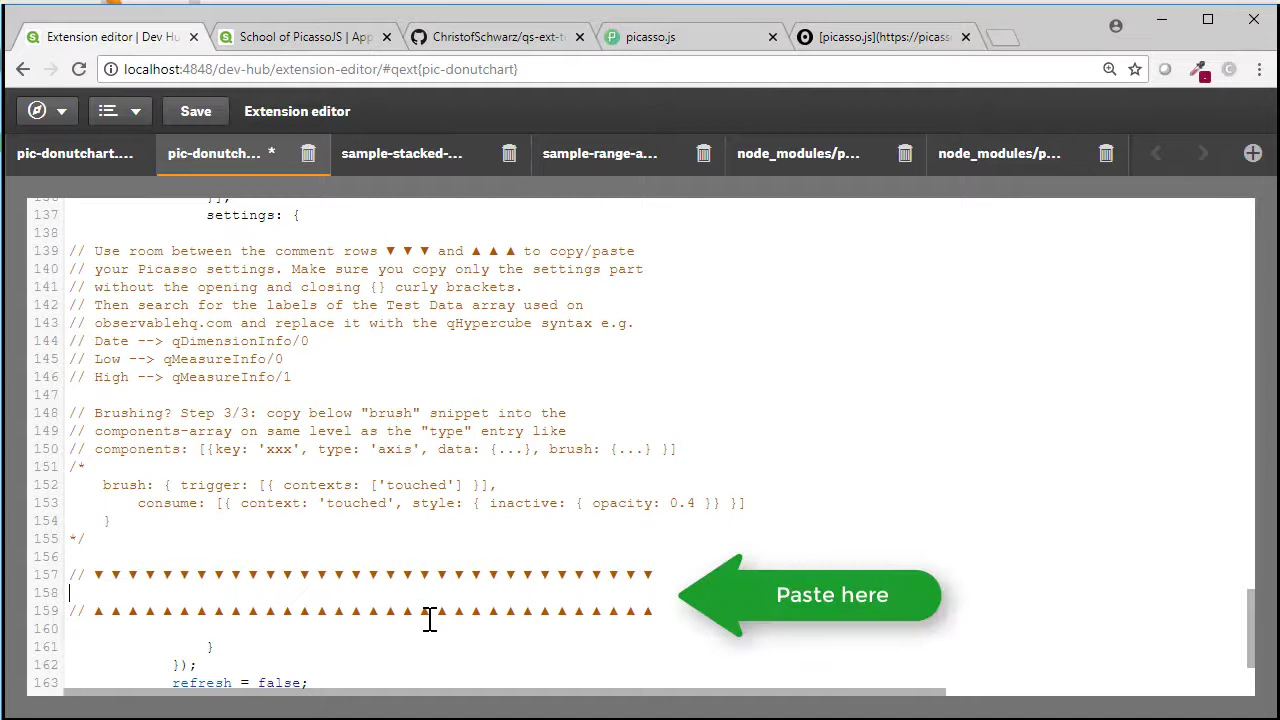 Extension editor | Dev Hu
School of PicassoJS | App
ChristofSchwarz/qs-ext-t
picasso.js
[picasso.js](https://picass
localhost:4848/dev-hub/extension-editor/#qext{pic-donutchart}
Save
Extension editor
pic-donutchart....
pic-donutch... *
sample-stacked-...
sample-range-a...
node_modules/p...
node_modules/p...
136 }],
137 settings: {
138
139 // Use room between the comment rows ▼ ▼ ▼ and ▲ ▲ ▲ to copy/paste
140 // your Picasso settings. Make sure you copy only the settings part
141 // without the opening and closing {} curly brackets.
142 // Then search for the labels of the Test Data array used on
143 // observablehq.com and replace it with the qHypercube syntax e.g.
144 // Date --> qDimensionInfo/0
145 // Low --> qMeasureInfo/0
146 // High --> qMeasureInfo/1
147
148 // Brushing? Step 3/3: copy below "brush" snippet into the
149 // components-array on same level as the "type" entry like
150 // components: [{key: 'xxx', type: 'axis', data: {...}, brush: {...} }]
151 /*
152 brush: { trigger: [{ contexts: ['touched'] }],
153 consume: [{ context: 'touched', style: { inactive: { opacity: 0.4 }} }]
154 }
155 */
156
157 // ▼ ▼ ▼ ▼ ▼ ▼ ▼ ▼ ▼ ▼ ▼ ▼ ▼ ▼ ▼ ▼ ▼ ▼ ▼ ▼ ▼ ▼ ▼ ▼ ▼ ▼ ▼ ▼ ▼ ▼ ▼ ▼ ▼
158
Paste here
159 // ▲ ▲ ▲ ▲ ▲ ▲ ▲ ▲ ▲ ▲ ▲ ▲ ▲ ▲ ▲ ▲ ▲ ▲ ▲ ▲ ▲ ▲ ▲ ▲ ▲ ▲ ▲ ▲ ▲ ▲ ▲ ▲ ▲
160
161 }
162 });
163 refresh = false;